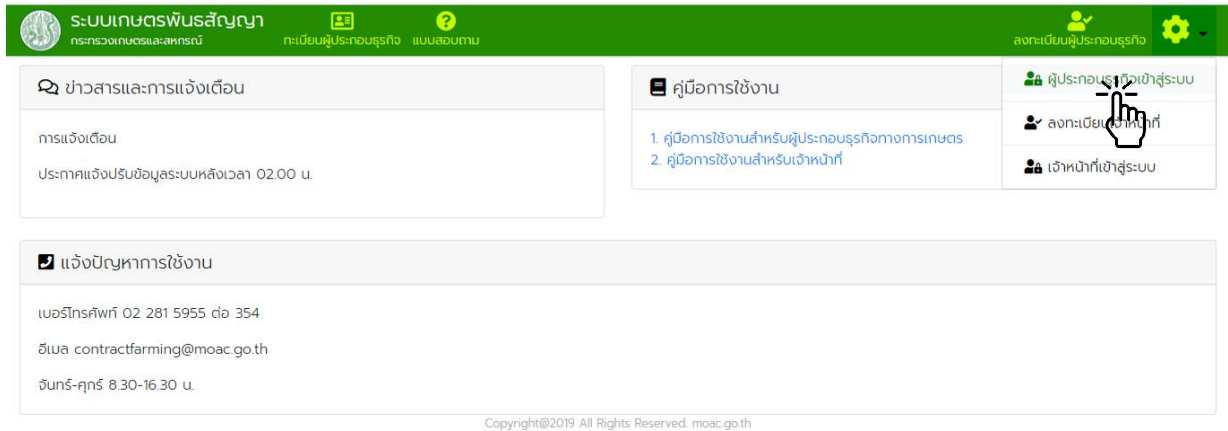 ระบบเกษตรพันธสัญญา
กระทรวงเกษตรและสหกรณ์
ทะเบียนผู้ประกอบธุรกิจ
แบบสอบถาม
ลงทะเบียนผู้ประกอบธุรกิจ
ผู้ประกอบธุรกิจเข้าสู่ระบบ
ลงทะเบียนเจ้าหน้าที่
เจ้าหน้าที่เข้าสู่ระบบ
ข่าวสารและการแจ้งเตือน
การแจ้งเตือน
ประกาศแจ้งปรับข้อมูลระบบหลังเวลา 02.00 น.
คู่มือการใช้งาน
1. คู่มือการใช้งานสำหรับผู้ประกอบธุรกิจทางการเกษตร
2. คู่มือการใช้งานสำหรับเจ้าหน้าที่
แจ้งปัญหาการใช้งาน
เบอร์โทรศัพท์ 02 281 5955 ต่อ 354
อีเมล contractfarming@moac.go.th
จันทร์-ศุกร์ 8.30-16.30 น.
Copyright@2019 All Rights Reserved. moac.go.th